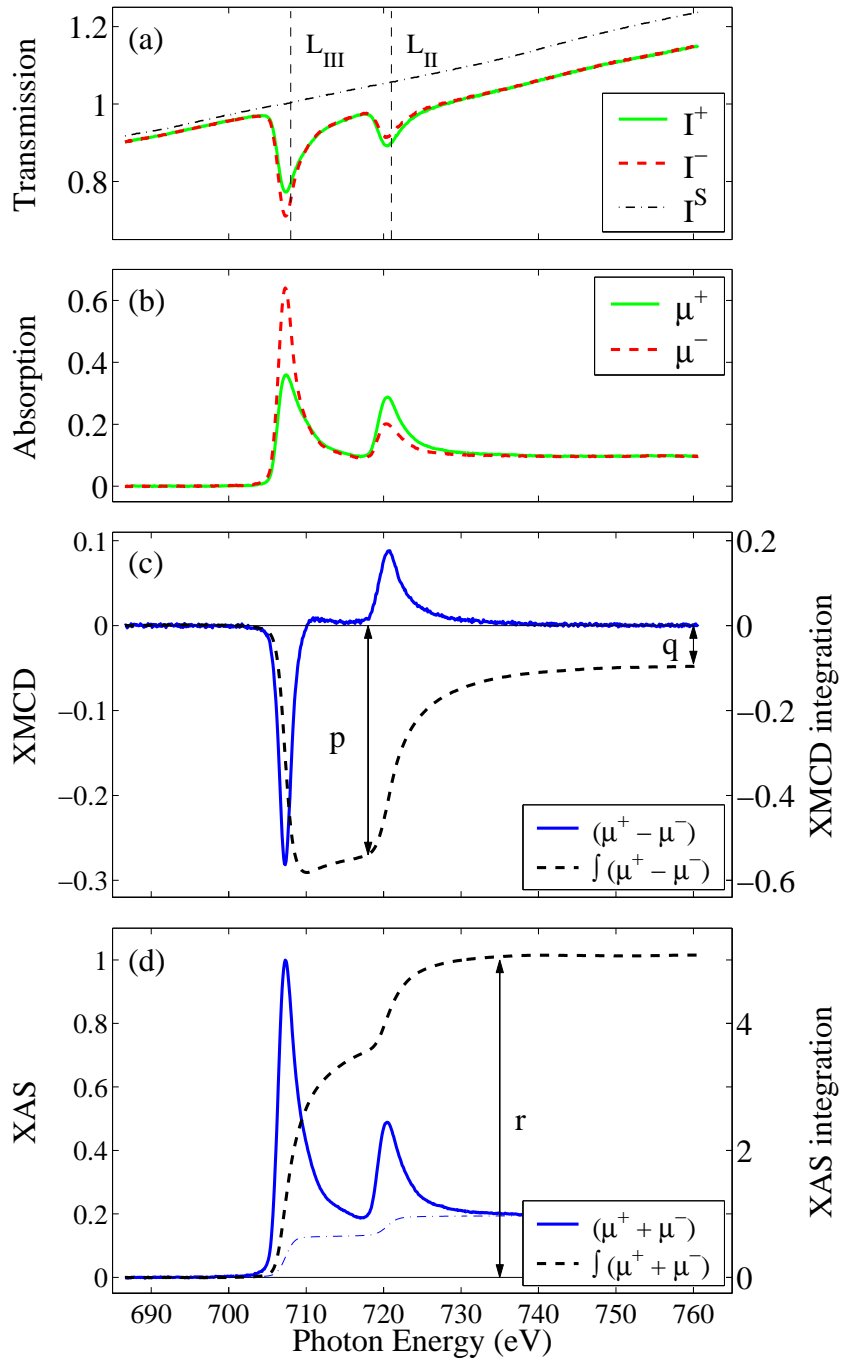 (a)
L_III
L_II
Transmission
1.2
1
0.8
I⁺
I⁻
I^S
(b)
Absorption
0.6
0.4
0.2
0
μ⁺
μ⁻
(c)
XMCD
0.1
0
−0.1
−0.2
−0.3
p
q
0.2
0
−0.2
−0.4
−0.6
XMCD integration
(μ⁺ − μ⁻)
∫ (μ⁺ − μ⁻)
(d)
XAS
1
0.8
0.6
0.4
0.2
0
r
4
2
0
XAS integration
(μ⁺ + μ⁻)
∫ (μ⁺ + μ⁻)
690 700 710 720 730 740 750 760
Photon Energy (eV)